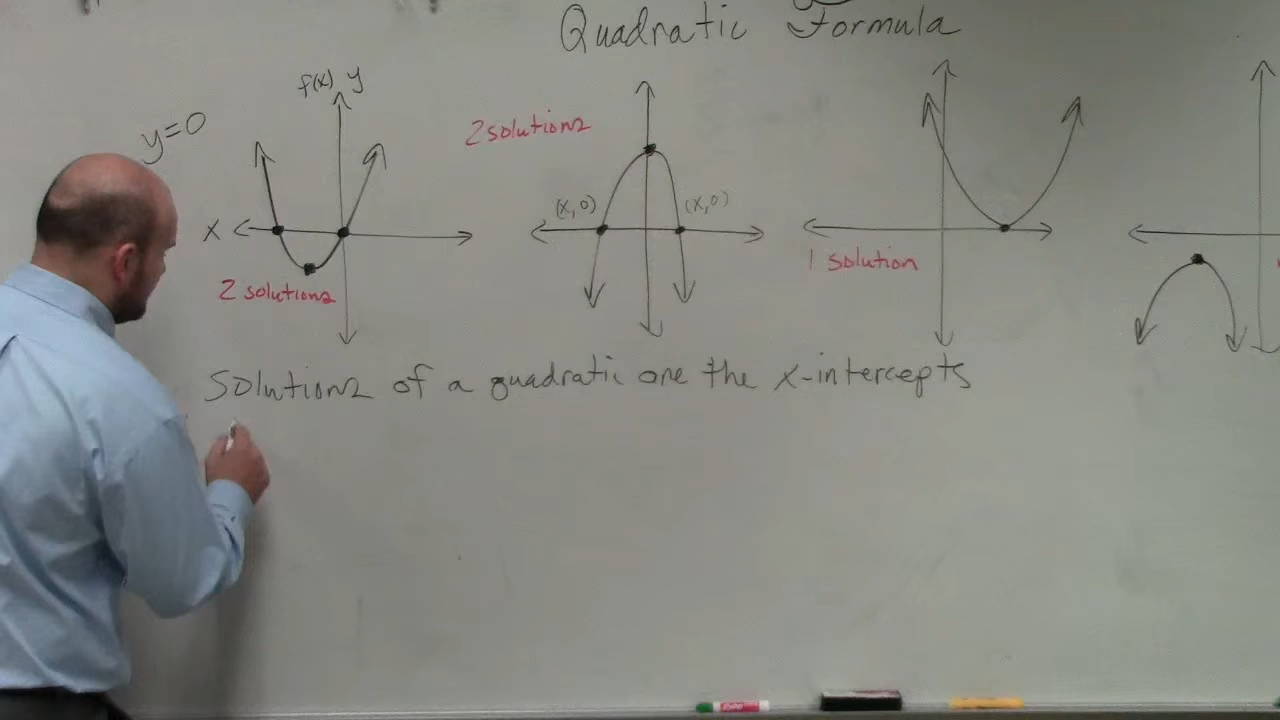 Quadratic Formula
f(x) y
y=0
2 solutions
(x,0)
(x,0)
x
1 solution
2 solutions
Solutions of a quadratic are the x-intercepts